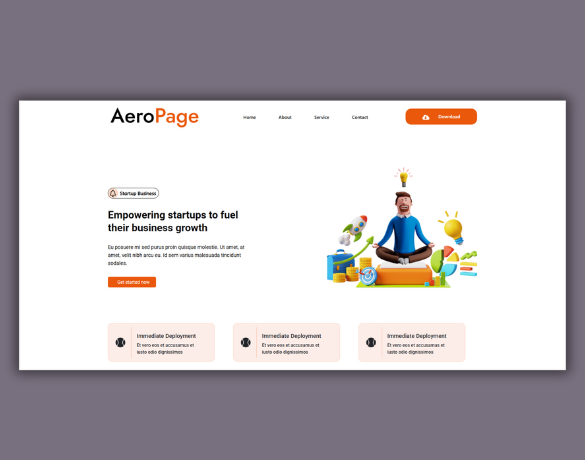 AeroPage
Home
About
Service
Contact
Download
Startup Business
Empowering startups to fuel
their business growth
Eu posuere mi sed purus proin quisque molestie. Ut amet, at
amet, velit nibh arcu eu. Id sem varius malesuada tincidunt
sodales.
Get started now
Immediate Deployment
Et vero eos et accusamus et
iusto odio dignissimos
Immediate Deployment
Et vero eos et accusamus et
iusto odio dignissimos
Immediate Deployment
Et vero eos et accusamus et
iusto odio dignissimos